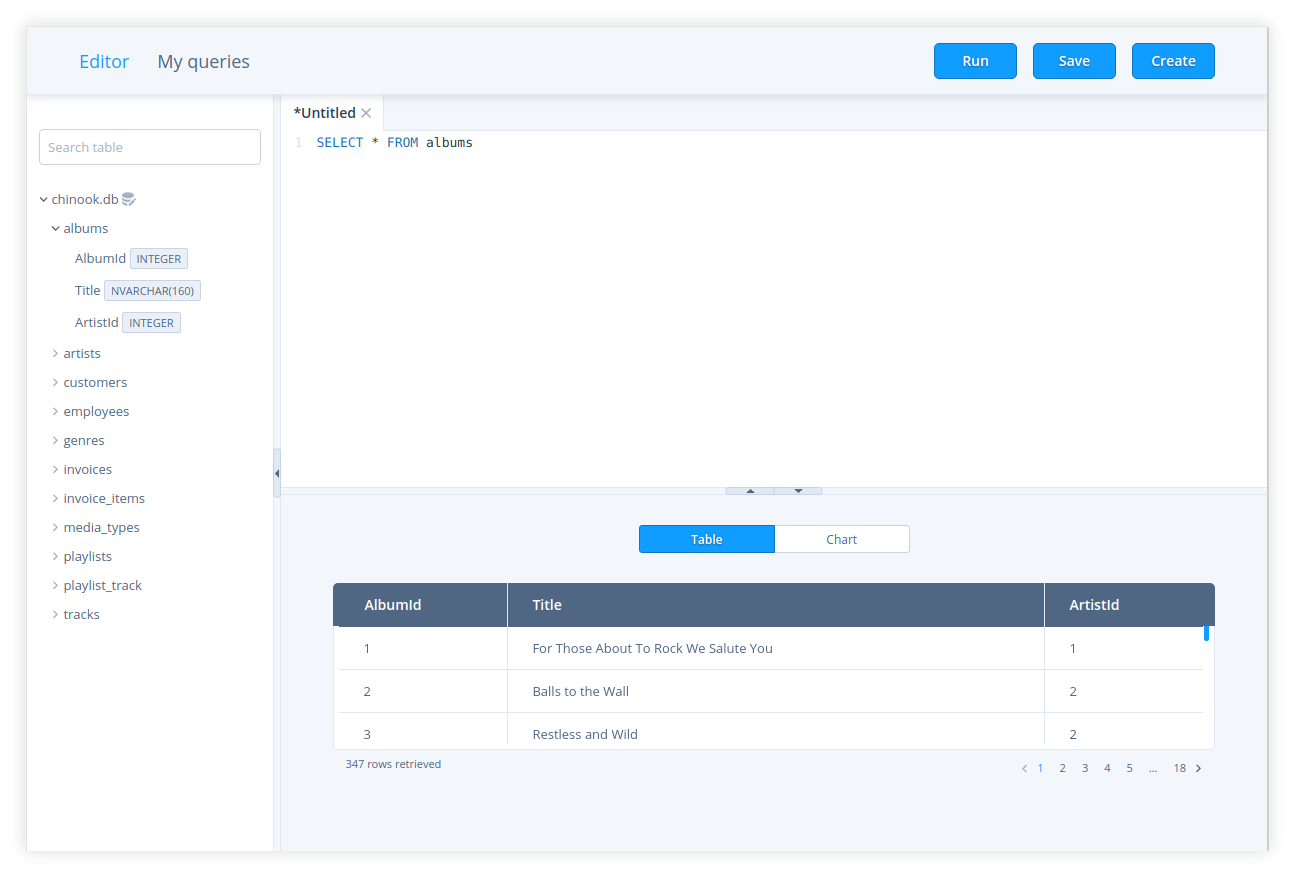 Editor My queries Run Save Create
Search table
chinook.db
albums
AlbumId INTEGER
Title NVARCHAR(160)
ArtistId INTEGER
artists
customers
employees
genres
invoices
invoice_items
media_types
playlists
playlist_track
tracks
*Untitled
1 SELECT * FROM albums
Table Chart
AlbumId Title ArtistId
1 For Those About To Rock We Salute You 1
2 Balls to the Wall 2
3 Restless and Wild 2
347 rows retrieved
1 2 3 4 5 ... 18